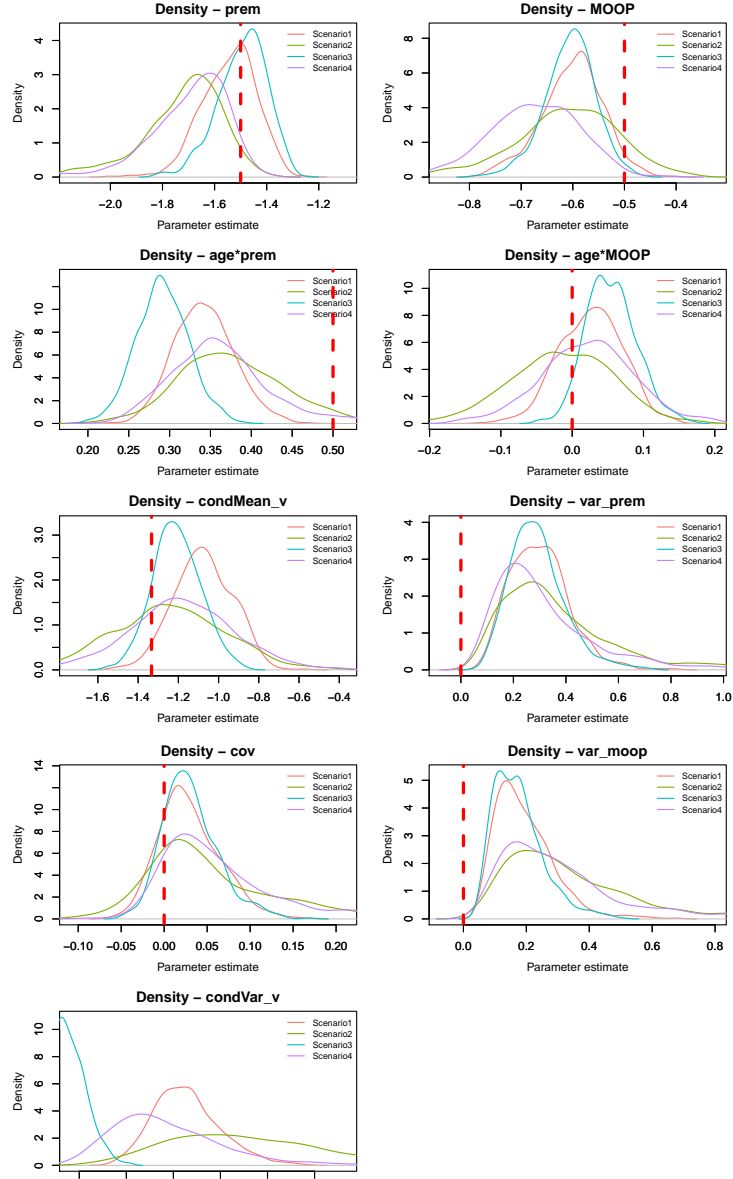 Density − prem
Density
0 1 2 3 4
−2.0 −1.8 −1.6 −1.4 −1.2
Parameter estimate
Scenario1
Scenario2
Scenario3
Scenario4
Density − MOOP
Density
0 2 4 6 8
−0.8 −0.7 −0.6 −0.5 −0.4
Parameter estimate
Scenario1
Scenario2
Scenario3
Scenario4
Density − age*prem
Density
0 2 4 6 8 10
0.20 0.25 0.30 0.35 0.40 0.45 0.50
Parameter estimate
Scenario1
Scenario2
Scenario3
Scenario4
Density − age*MOOP
Density
0 2 4 6 8 10
−0.2 −0.1 0.0 0.1 0.2
Parameter estimate
Scenario1
Scenario2
Scenario3
Scenario4
Density − condMean_v
Density
0.0 1.0 2.0 3.0
−1.6 −1.4 −1.2 −1.0 −0.8 −0.6 −0.4
Parameter estimate
Scenario1
Scenario2
Scenario3
Scenario4
Density − var_prem
Density
0 1 2 3 4
0.0 0.2 0.4 0.6 0.8 1.0
Parameter estimate
Scenario1
Scenario2
Scenario3
Scenario4
Density − cov
Density
0 2 4 6 8 10 12 14
−0.10 −0.05 0.00 0.05 0.10 0.15 0.20
Parameter estimate
Scenario1
Scenario2
Scenario3
Scenario4
Density − var_moop
Density
0 1 2 3 4 5
0.0 0.2 0.4 0.6 0.8
Parameter estimate
Scenario1
Scenario2
Scenario3
Scenario4
Density − condVar_v
Density
0 2 4 6 8 10
Scenario1
Scenario2
Scenario3
Scenario4